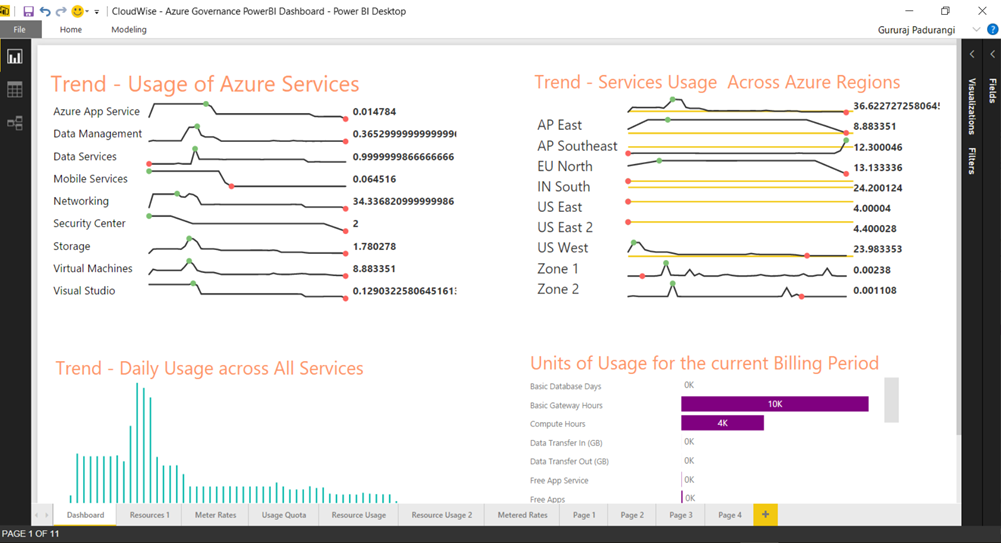 CloudWise - Azure Governance PowerBI Dashboard - Power BI Desktop
File Home Modeling Gururaj Padurangi ?
Trend - Usage of Azure Services
Azure App Service 0.014784
Data Management 0.3652999999999996
Data Services 0.9999999866666666
Mobile Services 0.064516
Networking 34.336820999999986
Security Center 2
Storage 1.780278
Virtual Machines 8.883351
Visual Studio 0.1290322580645161
Trend - Services Usage Across Azure Regions
36.622727258064
AP East 8.883351
AP Southeast 12.300046
EU North 13.133336
IN South 24.200124
US East 4.00004
US East 2 4.400028
US West 23.983353
Zone 1 0.00238
Zone 2 0.001108
Trend - Daily Usage across All Services
Units of Usage for the current Billing Period
Basic Database Days 0K
Basic Gateway Hours 10K
Compute Hours 4K
Data Transfer In (GB) 0K
Data Transfer Out (GB) 0K
Free App Service 0K
Free Apps 0K
Visualizations
Filters
Fields
Dashboard Resources 1 Meter Rates Usage Quota Resource Usage Resource Usage 2 Metered Rates Page 1 Page 2 Page 3 Page 4 +
PAGE 1 OF 11